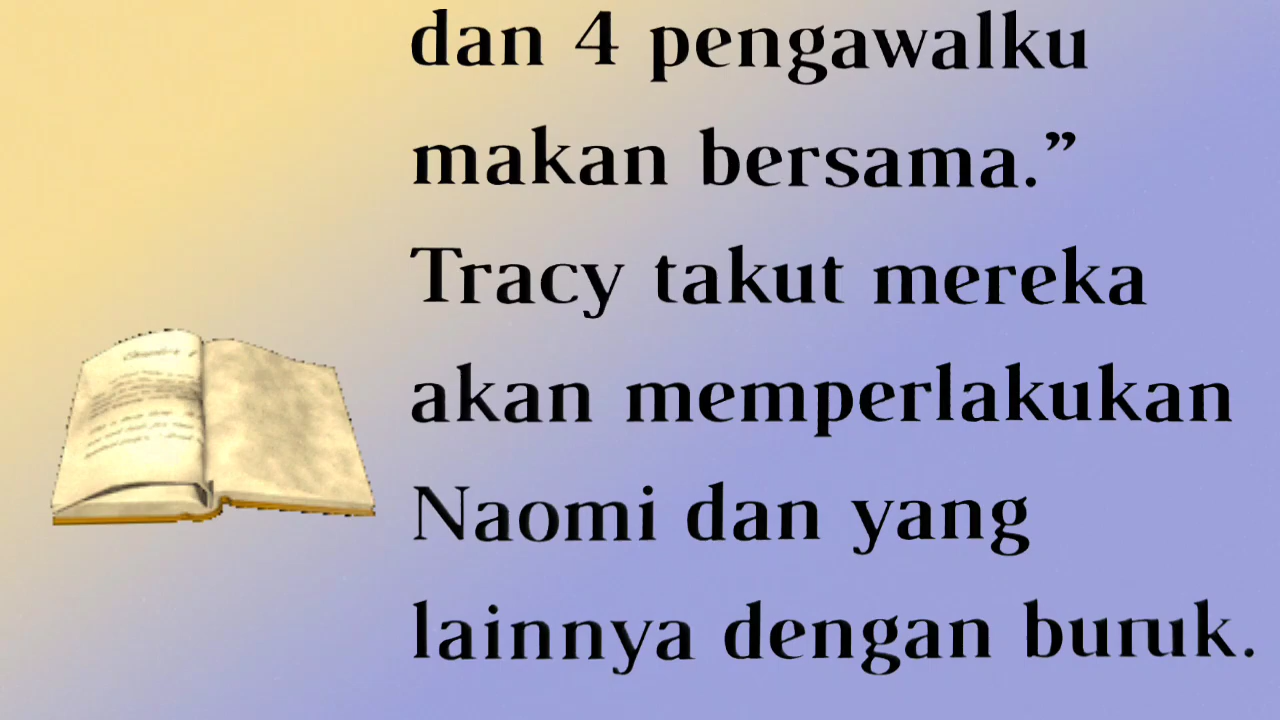 dan 4 pengawalku
makan bersama.”
Tracy takut mereka
akan memperlakukan
Naomi dan yang
lainnya dengan buruk.